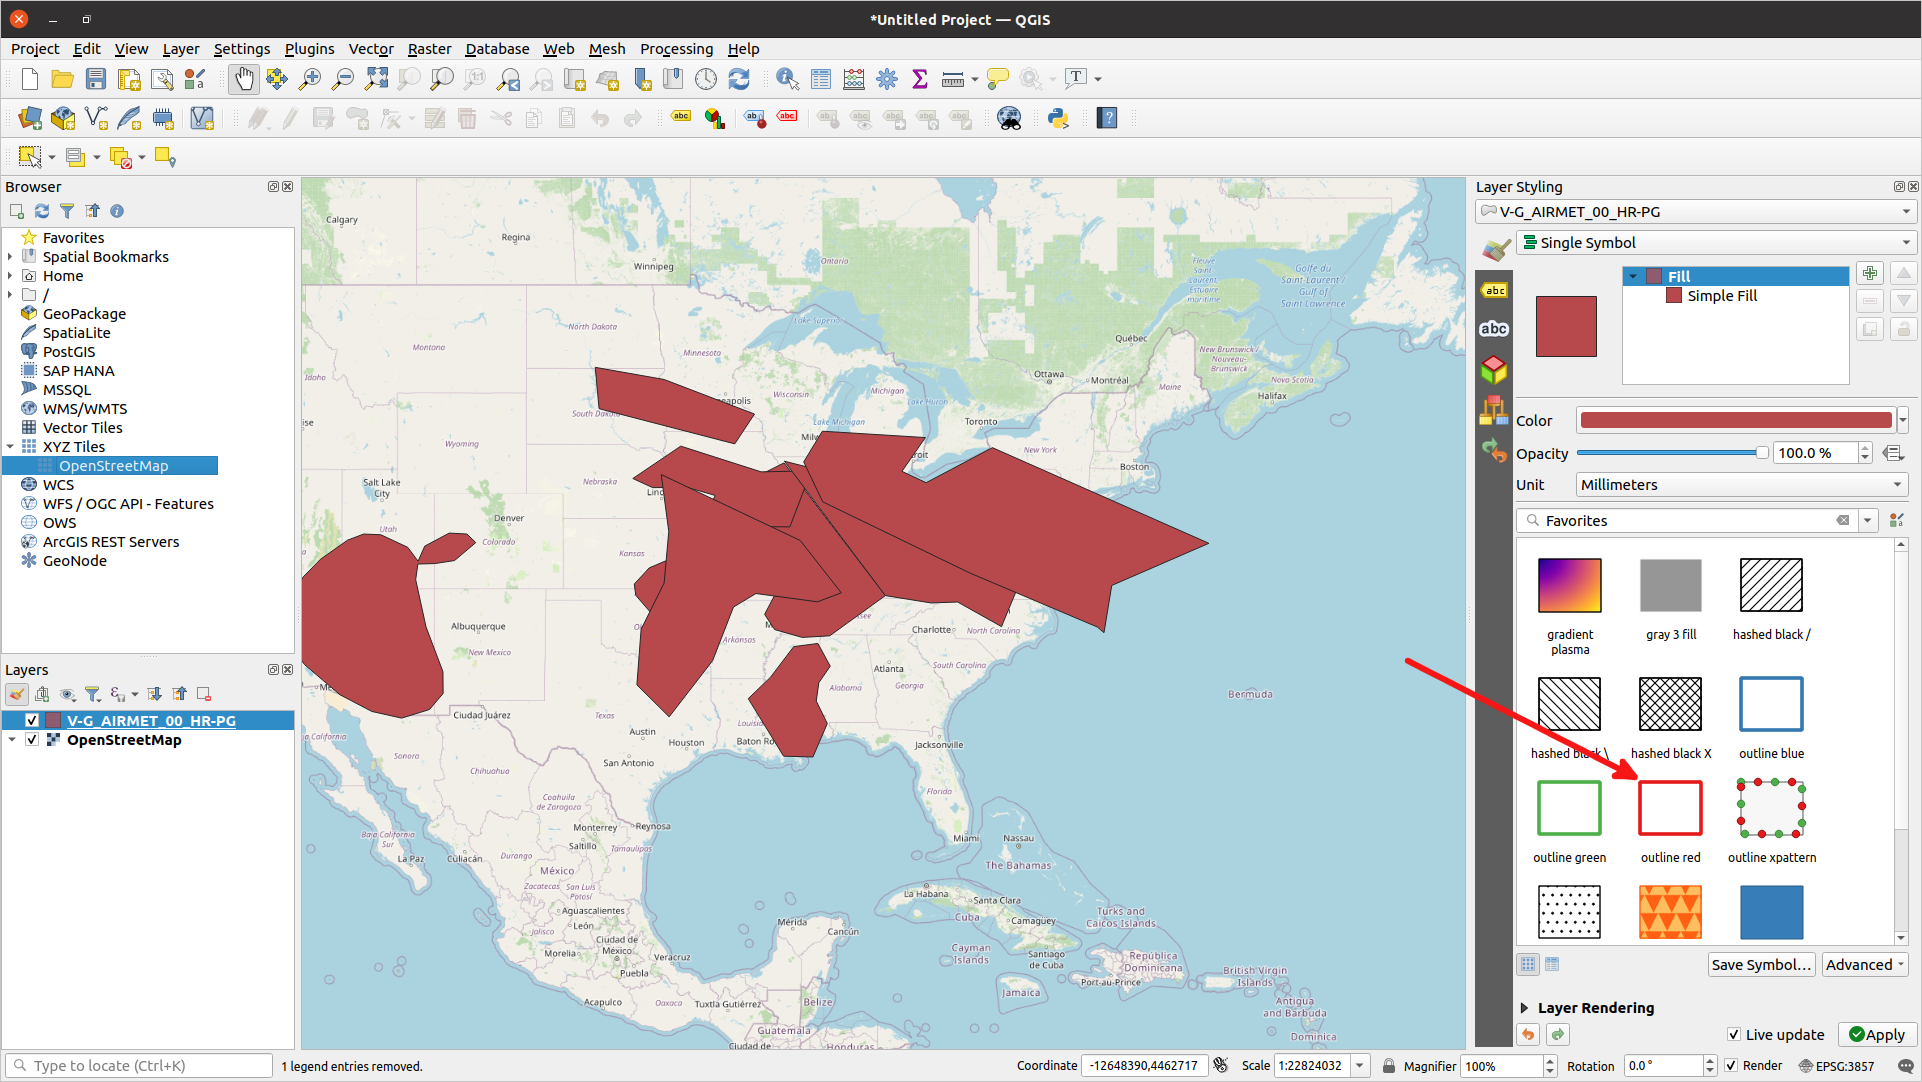 *Untitled Project — QGIS
Project Edit View Layer Settings Plugins Vector Raster Database Web Mesh Processing Help
Browser
Favorites
Spatial Bookmarks
Home
/
GeoPackage
SpatiaLite
PostGIS
SAP HANA
MSSQL
WMS/WMTS
Vector Tiles
XYZ Tiles
OpenStreetMap
WCS
WFS / OGC API - Features
OWS
ArcGIS REST Servers
GeoNode
Layers
V-G_AIRMET_00_HR-PG
OpenStreetMap
Calgary
Regina
Winnipeg
Ontario
Fleuve
Saint-
Laurent/
Estuaire
maritime
Golfe du
Saint-Laurent /
Gulf of
Saint Lawrence
North Dakota
Lake Superior
Québec
Montana
Minnesota
New Brunswick /
Nouveau-
Brunswick
Ottawa
Montréal
Maine
Nova Scotia
Halifax
Idaho
South Dak
eapolis
Wisconsin
Michigan
Lake Huron
Lake Michigan
Toronto
ise
Milw
roit
New York
Boston
Wyoming
Salt Lake
City
Nebraska
Linc
Utah
Denver
Colorado
Kansas
Albuquerque
New Mexico
Arkansas
Charlotte
North Carolina
Atlanta
South Carolina
Alabama
Georgia
Bermuda
Ciudad Juárez
Texas
Louisi
Austin
Houston
Baton Ro
Jacksonville
San Antonio
a California
Sonora
Chihuahua
Coahuila
de Zaragoza
Florida
Monterrey
Reynosa
Baja California
Sur
Saltillo
Tamaulipas
Miami
Nassau
La Paz
Culiacán
Durango
México
The Bahamas
Zacatecas
San Luis
Potosí
La Habana
Santa Clara
Aguascalientes
Cuba
Camaguey
Turks and
Caicos Islands
León
Jalisco
Mérida
Cancún
Ciudad de
México
Morelia
Veracruz
Puebla
Cayman
Islands
Santiago
de Cuba
República
Dominicana
Port-au-Prince
British Virgin
Islands
Jamaica
Acapulco
Oaxaca
Tuxtla Gutiérrez
Belize
Antigua
and Barbuda
Guatemala
Ciudad de
Honduras
Dominica
Layer Styling
V-G_AIRMET_00_HR-PG
Single Symbol
abc
abc
Fill
Simple Fill
Color
Opacity 100.0 %
Unit Millimeters
Favorites
gradient
plasma
gray 3 fill
hashed black /
hashed black \
hashed black X
outline blue
outline green
outline red
outline xpattern
Save Symbol…
Advanced
Layer Rendering
Live update
Apply
Type to locate (Ctrl+K)
1 legend entries removed.
Coordinate -12648390,4462717
Scale 1:22824032
Magnifier 100%
Rotation 0.0 °
Render
EPSG:3857